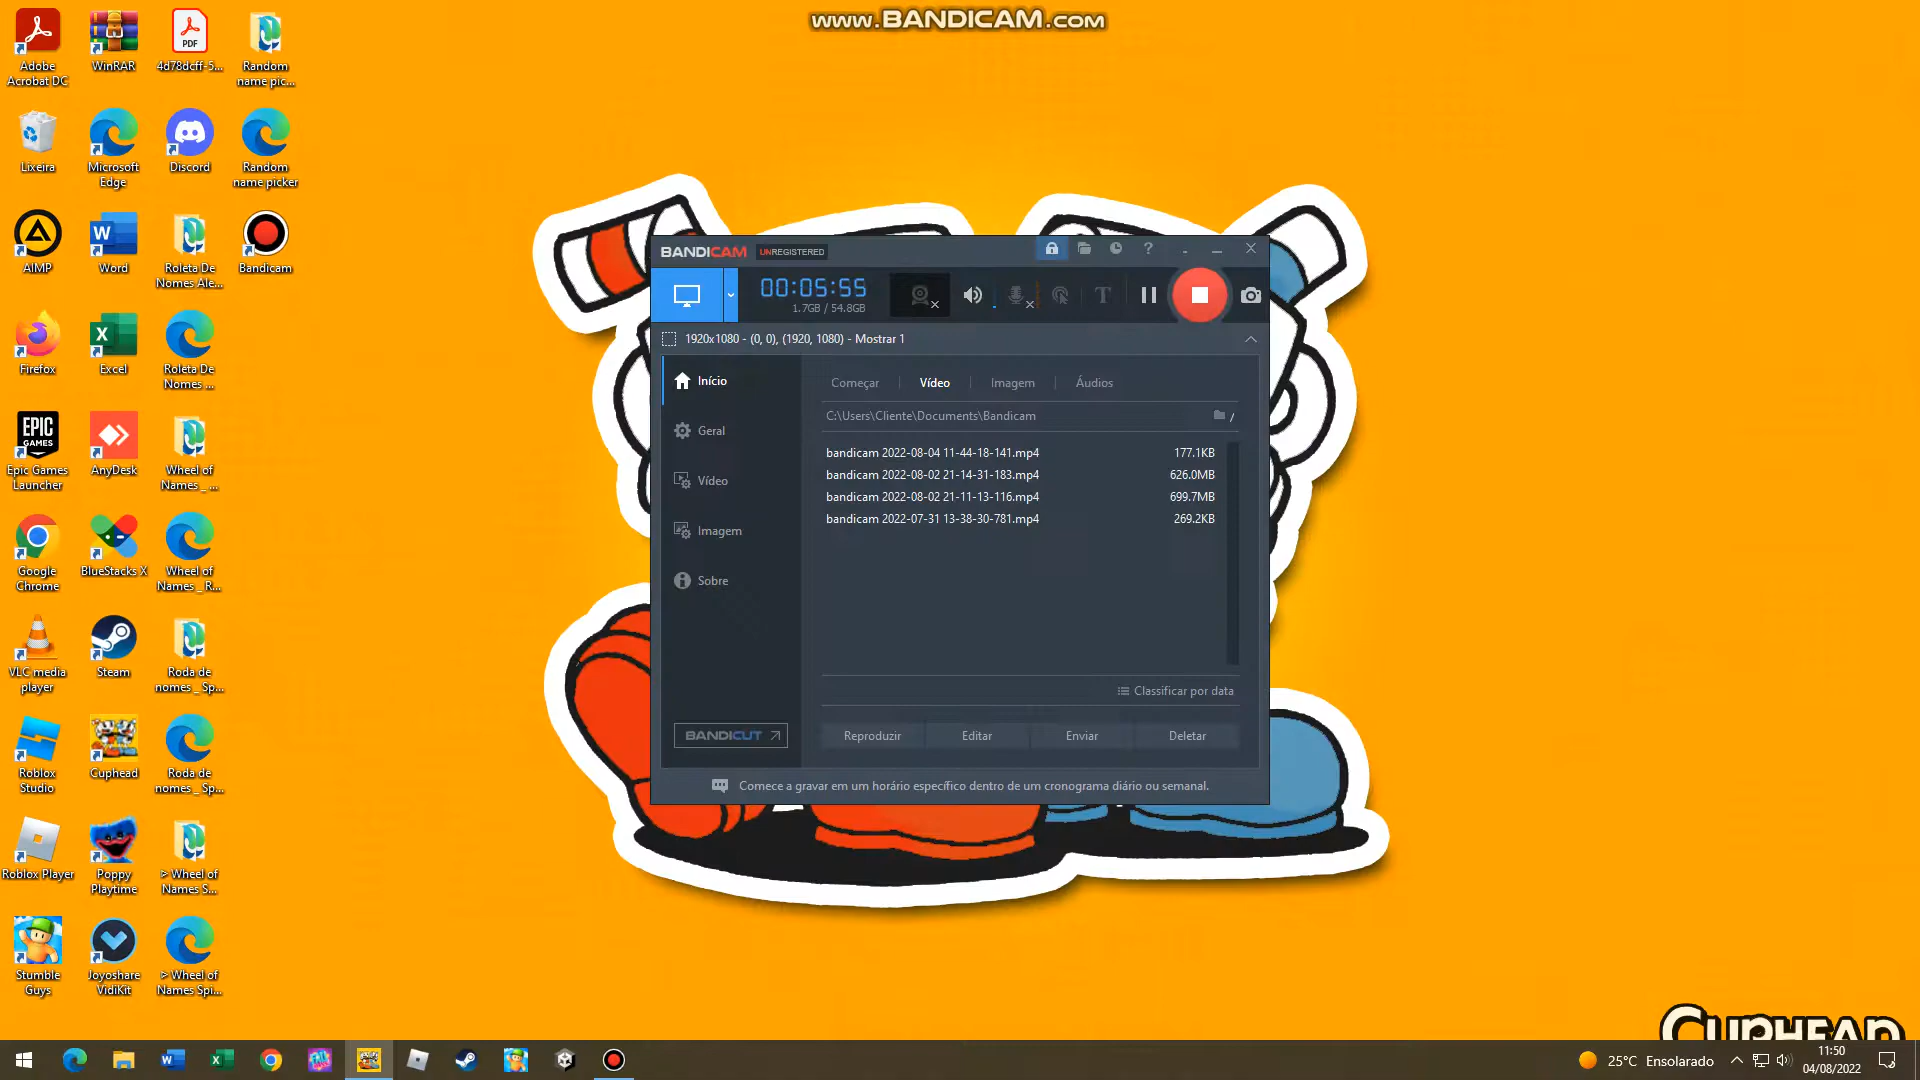 www.BANDICAM.com
Adobe
Acrobat DC
WinRAR
PDF
4d78dcff-5...
Random
name pic...
Lixeira
Microsoft
Edge
Discord
Random
name picker
AIMP
W
Word
Roleta De
Nomes Ale...
Bandicam
Firefox
X
Excel
Roleta De
Nomes ...
EPIC
GAMES
Epic Games
Launcher
AnyDesk
Wheel of
Names _ ...
Google
Chrome
BlueStacks X
Wheel of
Names _ R...
VLC media
player
Steam
Roda de
nomes _ Sp...
Roblox
Studio
Cuphead
Roda de
nomes _ Sp...
Roblox Player
Poppy
Playtime
> Wheel of
Names S...
Stumble
Guys
Joyoshare
VidiKit
> Wheel of
Names Spi...
BANDICAM UNREGISTERED
00:05:55
1.7GB / 54.8GB
T
1920x1080 - (0, 0), (1920, 1080) - Mostrar 1
Início
Geral
Vídeo
Imagem
Sobre
BANDICUT
Começar
Vídeo
Imagem
Áudios
C:\Users\Cliente\Documents\Bandicam
bandicam 2022-08-04 11-44-18-141.mp4 177.1KB
bandicam 2022-08-02 21-14-31-183.mp4 626.0MB
bandicam 2022-08-02 21-11-13-116.mp4 699.7MB
bandicam 2022-07-31 13-38-30-781.mp4 269.2KB
Classificar por data
Reproduzir
Editar
Enviar
Deletar
Comece a gravar em um horário específico dentro de um cronograma diário ou semanal.
CUPHEAD
25°C Ensolarado
11:50
04/08/2022